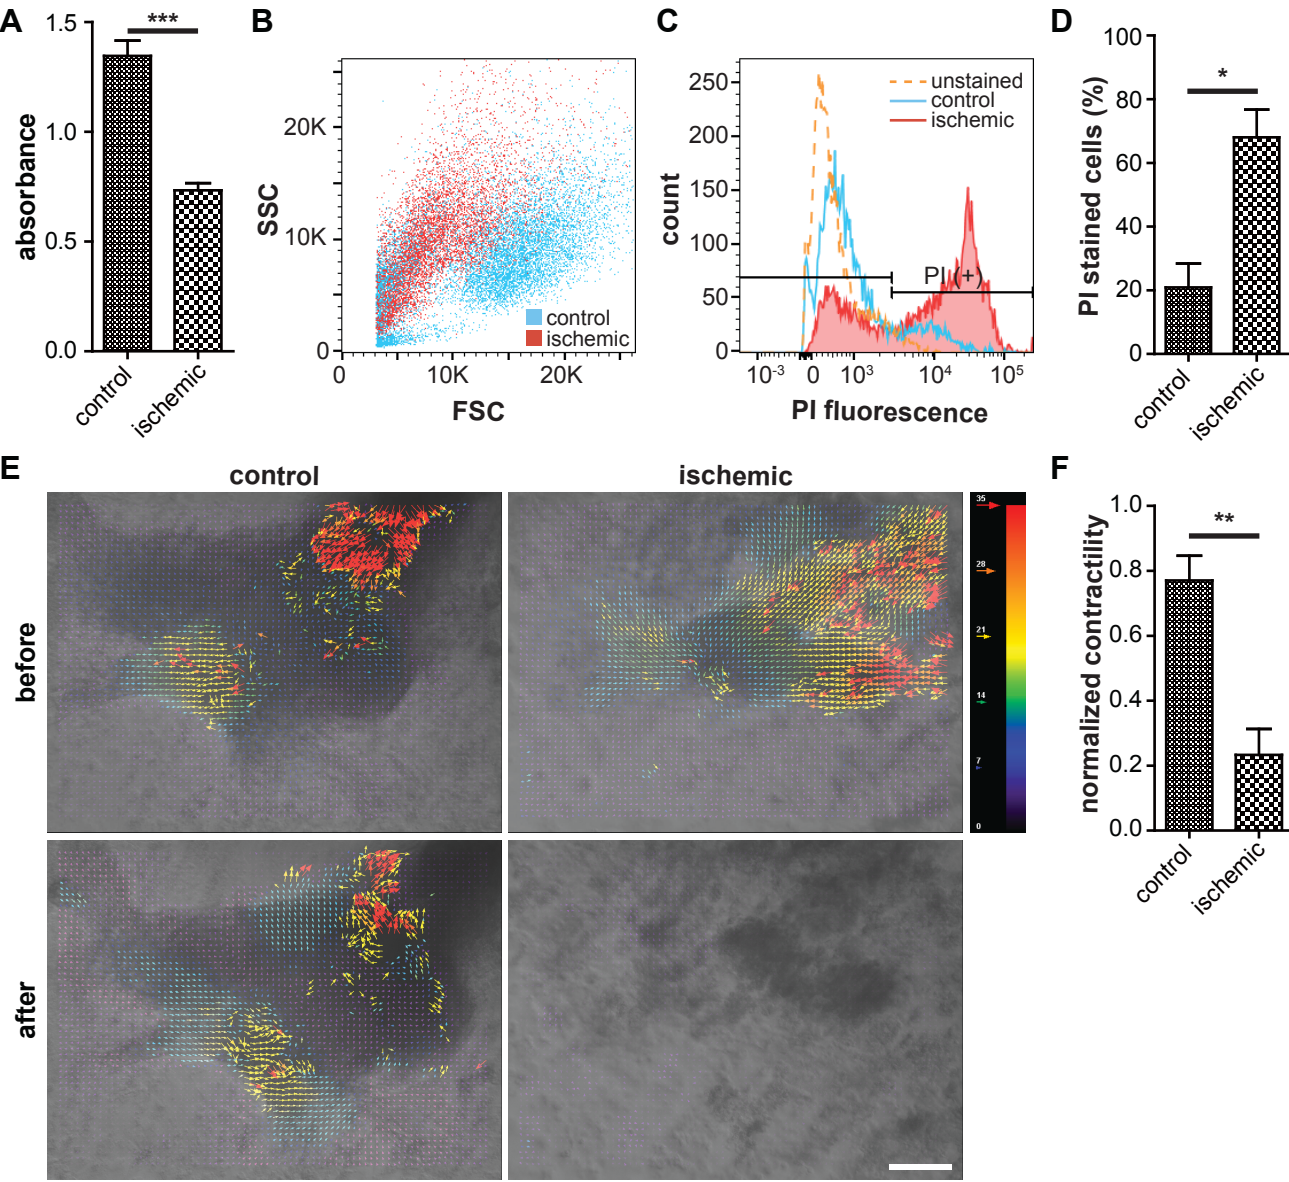 A
1.5
1.0
0.5
0.0
absorbance
***
control
ischemic
B
20K
10K
0
SSC
0
10K
20K
FSC
control
ischemic
C
250
200
150
100
50
0
count
unstained
control
ischemic
PI (+)
10-3
0
10³
10⁴
10⁵
PI fluorescence
D
100
80
60
40
20
0
PI stained cells (%)
*
control
ischemic
E
control
ischemic
before
after
35
28
21
14
7
0
F
1.0
0.8
0.6
0.4
0.2
0.0
normalized contractility
**
control
ischemic